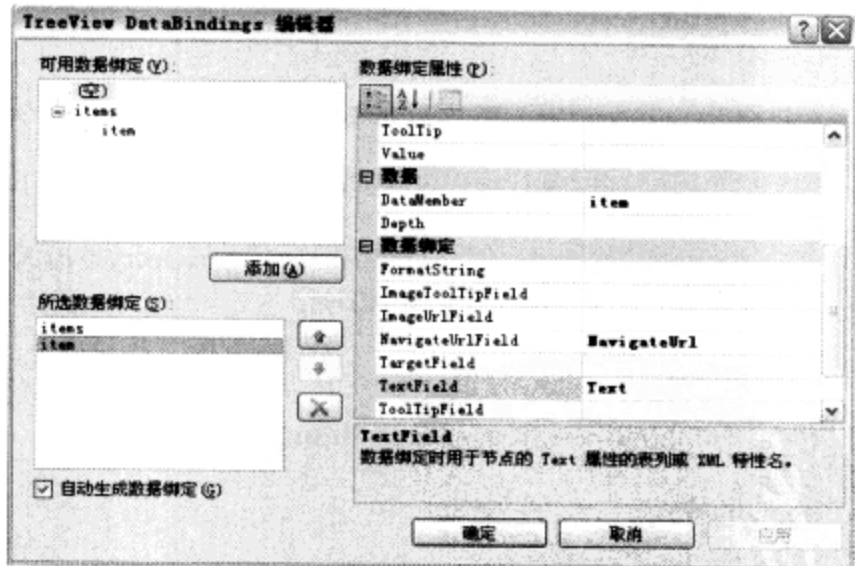 TreeView DataBindings 编辑器
可用数据绑定(Y):
(空)
items
item
添加(A)
所选数据绑定(S):
items
item
自动生成数据绑定(G)
数据绑定属性(P):
ToolTip
Value
数据
DataMember item
Depth
数据绑定
FormatString
ImageToolTipField
ImageUrlField
NavigateUrlField NavigateUrl
TargetField
TextField Text
ToolTipField
TextField
数据绑定时用于节点的 Text 属性的表列或 XML 特性名。
确定
取消
应用